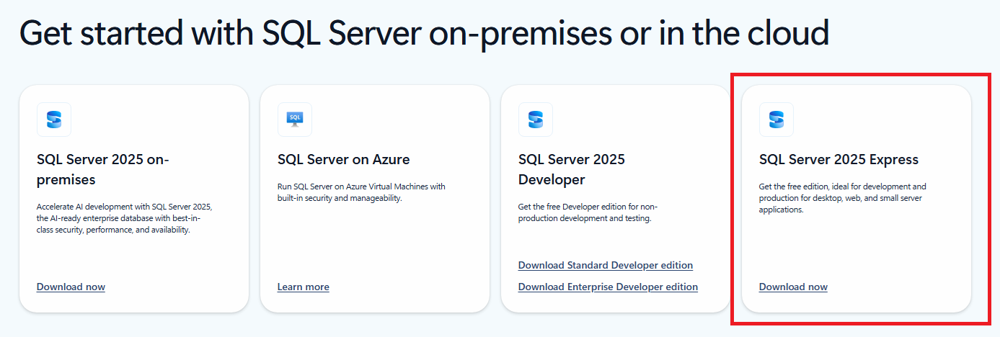 Get started with SQL Server on-premises or in the cloud
SQL
SQL Server 2025 on-
premises
Accelerate AI development with SQL Server 2025,
the AI-ready enterprise database with best-in-
class security, performance, and availability.
Download now
SQL Server on Azure
Run SQL Server on Azure Virtual Machines with
built-in security and manageability.
Learn more
SQL Server 2025
Developer
Get the free Developer edition for non-
production development and testing.
Download Standard Developer edition
Download Enterprise Developer edition
SQL Server 2025 Express
Get the free edition, ideal for development and
production for desktop, web, and small server
applications.
Download now